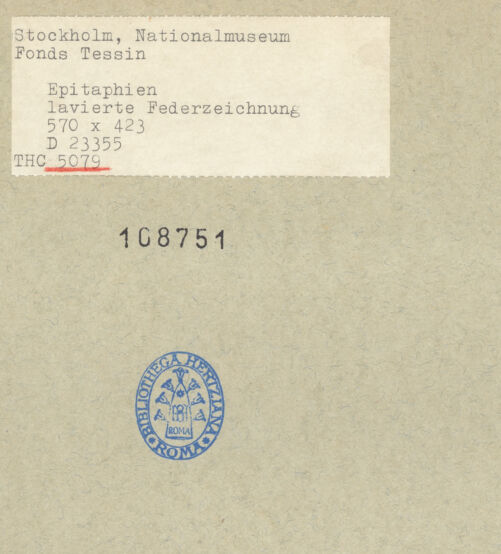 Stockholm, Nationalmuseum
Fonds Tessin
Epitaphien
lavierte Federzeichnung
570 x 423
D 23355
THC 5079
108751
BIBLIOTHECA HERTZIANA
ROMA
ROMA